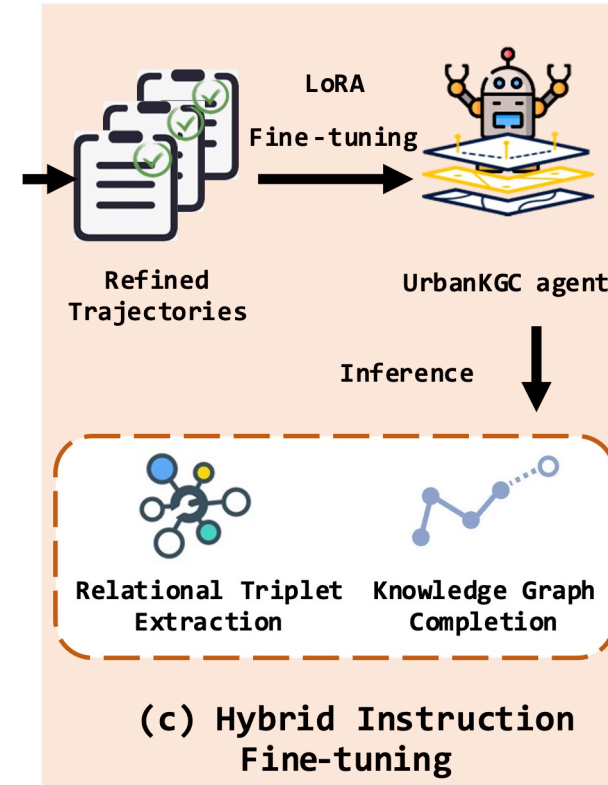 LoRA
Fine-tuning
Refined
Trajectories
UrbanKGC agent
Inference
Relational Triplet
Extraction
Knowledge Graph
Completion
(c) Hybrid Instruction
Fine-tuning